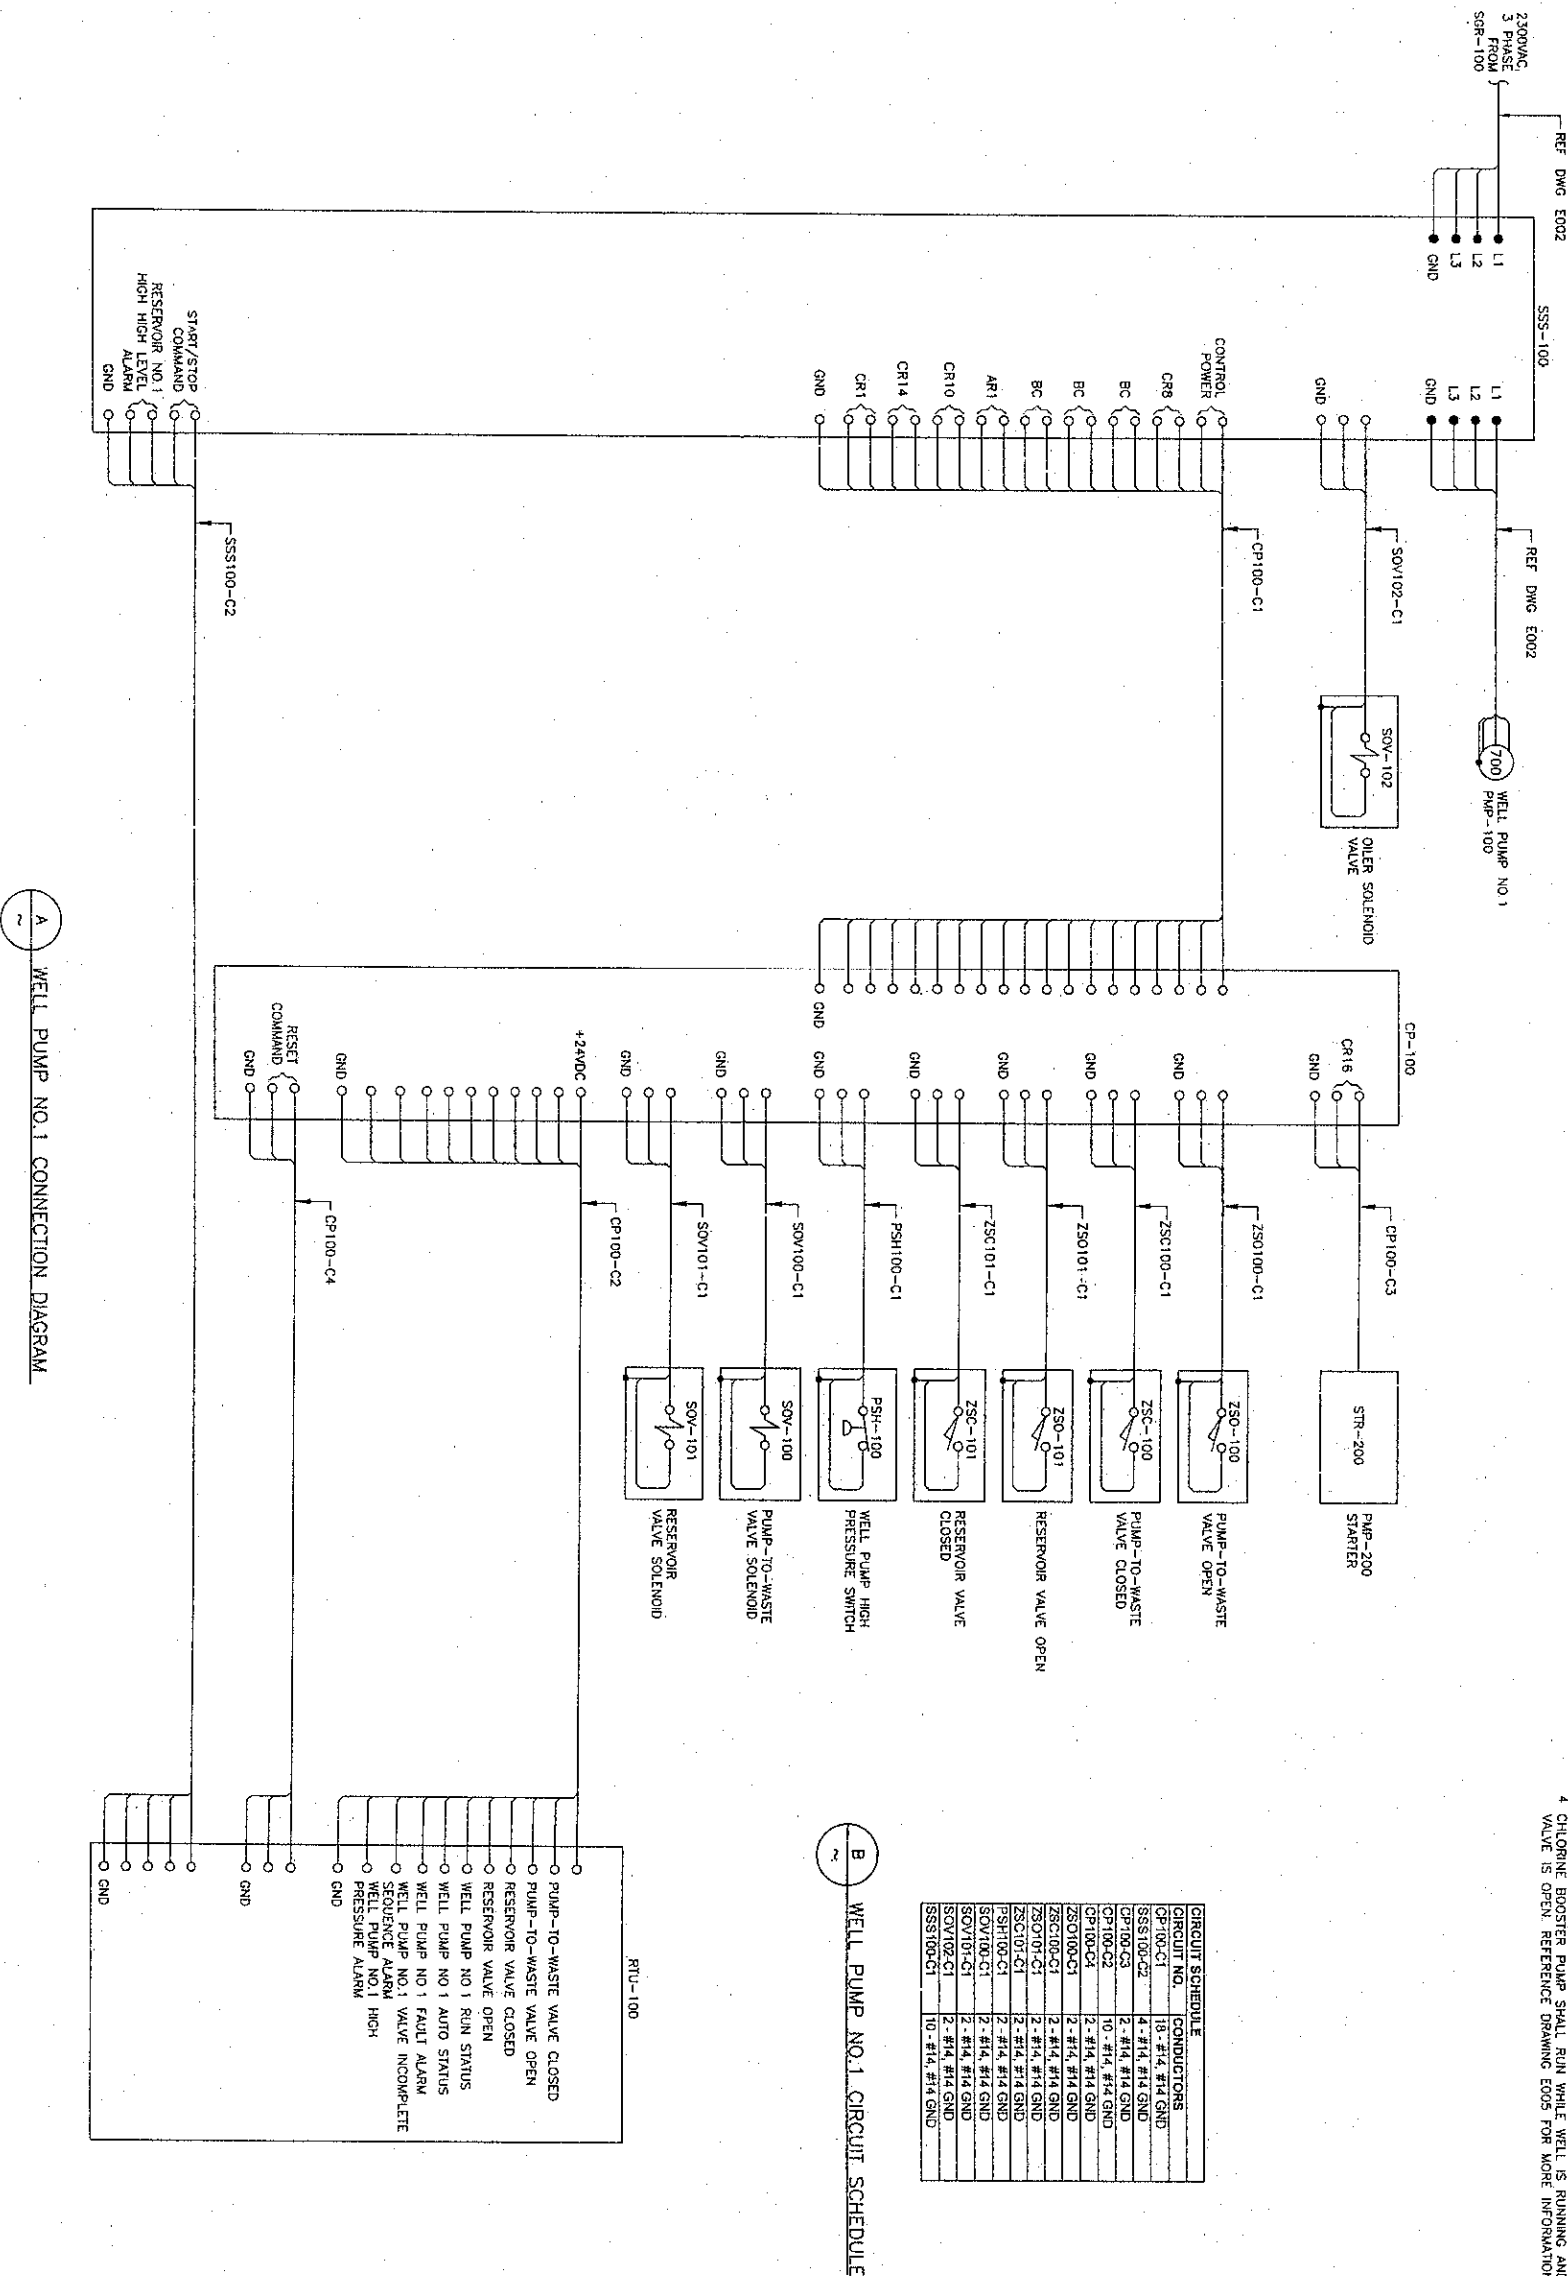 2300VAC,
3 PHASE
FROM
SGR-100
REF DWG E002
SSS-100
L1
L2
L3
GND
L1
L2
L3
GND
REF DWG E002
700
WELL PUMP NO.1
PMP-100
GND
SOV102-C1
SOV-102
OILER SOLENOID
VALVE
CONTROL
POWER
CR8
BC
BC
BC
AR1
CR10
CR14
CR1
GND
CP100-C1
START/STOP
COMMAND
RESERVOIR NO.1
HIGH HIGH LEVEL
ALARM
GND
SSS100-C2
CP-100
GND
CR16
GND
CP100-C3
STR-200
PMP-200
STARTER
GND
ZSO100-C1
ZSO-100
PUMP-TO-WASTE
VALVE OPEN
GND
ZSC100-C1
ZSC-100
PUMP-TO-WASTE
VALVE CLOSED
GND
ZSO101-C1
ZSO-101
RESERVOIR VALVE OPEN
GND
ZSC101-C1
ZSC-101
RESERVOIR VALVE
CLOSED
GND
PSH100-C1
PSH-100
WELL PUMP HIGH
PRESSURE SWITCH
GND
SOV100-C1
SOV-100
PUMP-TO-WASTE
VALVE SOLENOID
GND
SOV101-C1
SOV-101
RESERVOIR
VALVE SOLENOID
+24VDC
GND
CP100-C2
RESET
COMMAND
GND
CP100-C4
RTU-100
PUMP-TO-WASTE VALVE CLOSED
PUMP-TO-WASTE VALVE OPEN
RESERVOIR VALVE CLOSED
RESERVOIR VALVE OPEN
WELL PUMP NO 1 RUN STATUS
WELL PUMP NO 1 AUTO STATUS
WELL PUMP NO 1 FAULT ALARM
WELL PUMP NO.1 VALVE INCOMPLETE
SEQUENCE ALARM
WELL PUMP NO.1 HIGH
PRESSURE ALARM
GND
GND
GND
A
~
WELL PUMP NO.1 CONNECTION DIAGRAM
4 CHLORINE BOOSTER PUMP SHALL RUN WHILE WELL IS RUNNING AND
VALVE IS OPEN. REFERENCE DRAWING E005 FOR MORE INFORMATION
CIRCUIT SCHEDULE
CIRCUIT NO. CONDUCTORS
CP100-C1 18 - #14, #14 GND
SSS100-C2 4 - #14, #14 GND
CP100-C3 2 - #14, #14 GND
CP100-C2 10 - #14, #14 GND
CP100-C4 2 - #14, #14 GND
ZSO100-C1 2 - #14, #14 GND
ZSC100-C1 2 - #14, #14 GND
ZSO101-C1 2 - #14, #14 GND
ZSC101-C1 2 - #14, #14 GND
PSH100-C1 2 - #14, #14 GND
SOV100-C1 2 - #14, #14 GND
SOV101-C1 2 - #14, #14 GND
SOV102-C1 2 - #14, #14 GND
SSS100-C1 10 - #14, #14 GND
B
~
WELL PUMP NO.1 CIRCUIT SCHEDULE